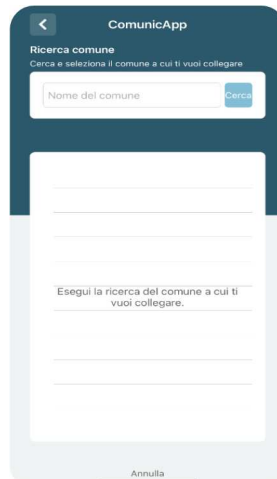 ComunicApp
Ricerca comune
Cerca e seleziona il comune a cui ti vuoi collegare
Nome del comune
Cerca
Esegui la ricerca del comune a cui ti
vuoi collegare.
Annulla